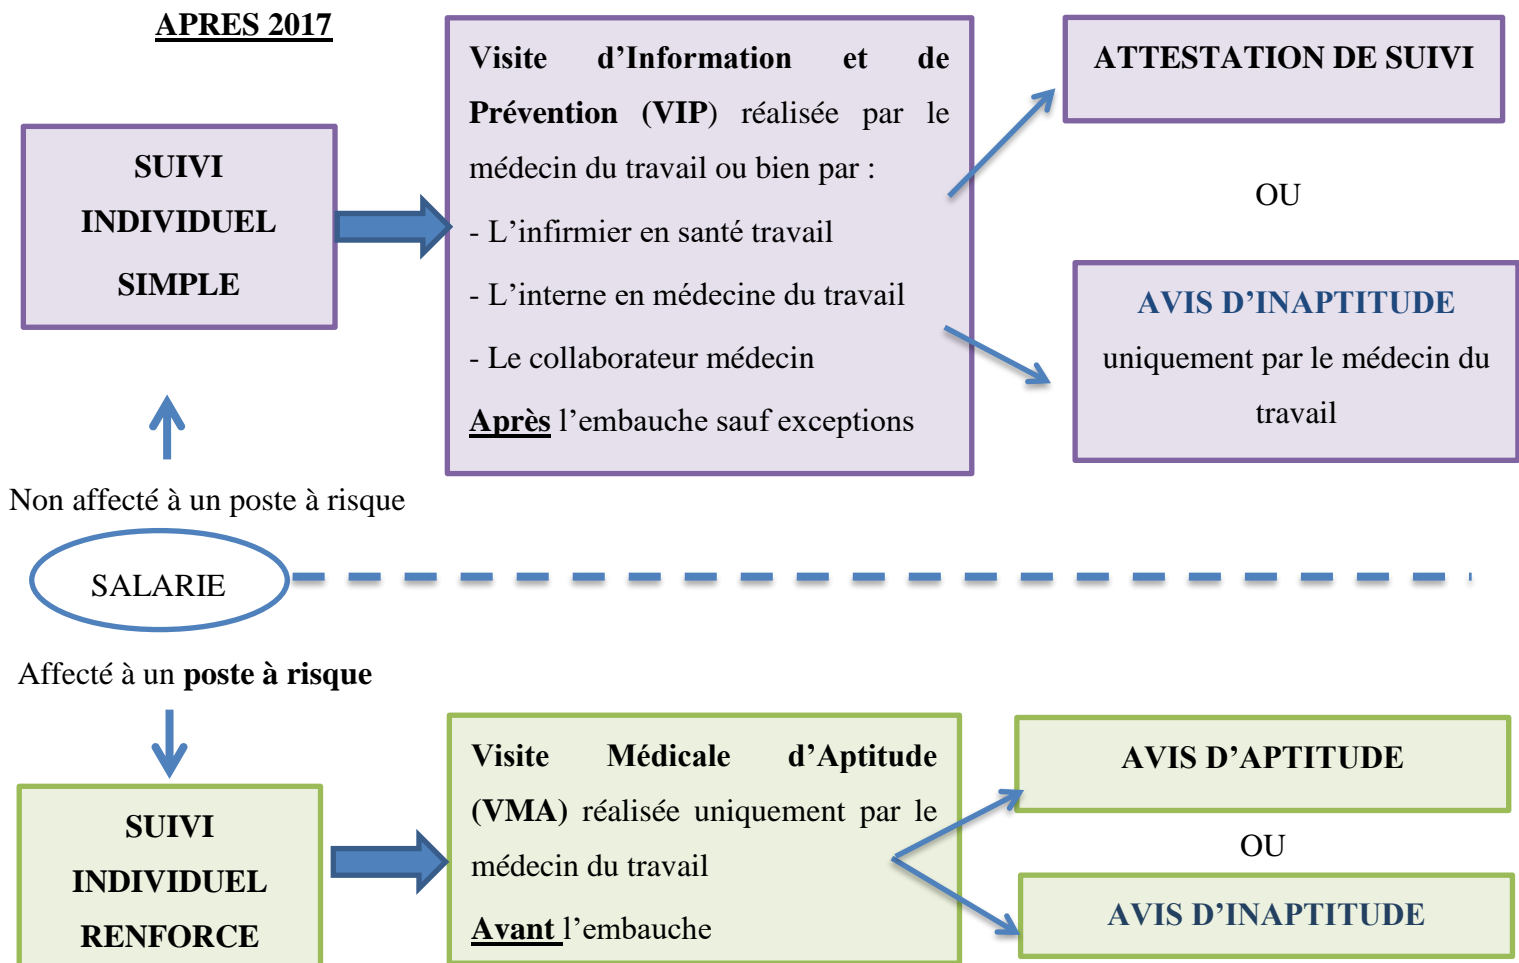 APRES 2017
SUIVI
INDIVIDUEL
SIMPLE
Visite d’Information et de
Prévention (VIP) réalisée par le
médecin du travail ou bien par :
- L’infirmier en santé travail
- L’interne en médecine du travail
- Le collaborateur médecin
Après l’embauche sauf exceptions
ATTESTATION DE SUIVI
OU
AVIS D’INAPTITUDE
uniquement par le médecin du
travail
Non affecté à un poste à risque
SALARIE
Affecté à un poste à risque
SUIVI
INDIVIDUEL
RENFORCE
Visite Médicale d’Aptitude
(VMA) réalisée uniquement par le
médecin du travail
Avant l’embauche
AVIS D’APTITUDE
OU
AVIS D’INAPTITUDE